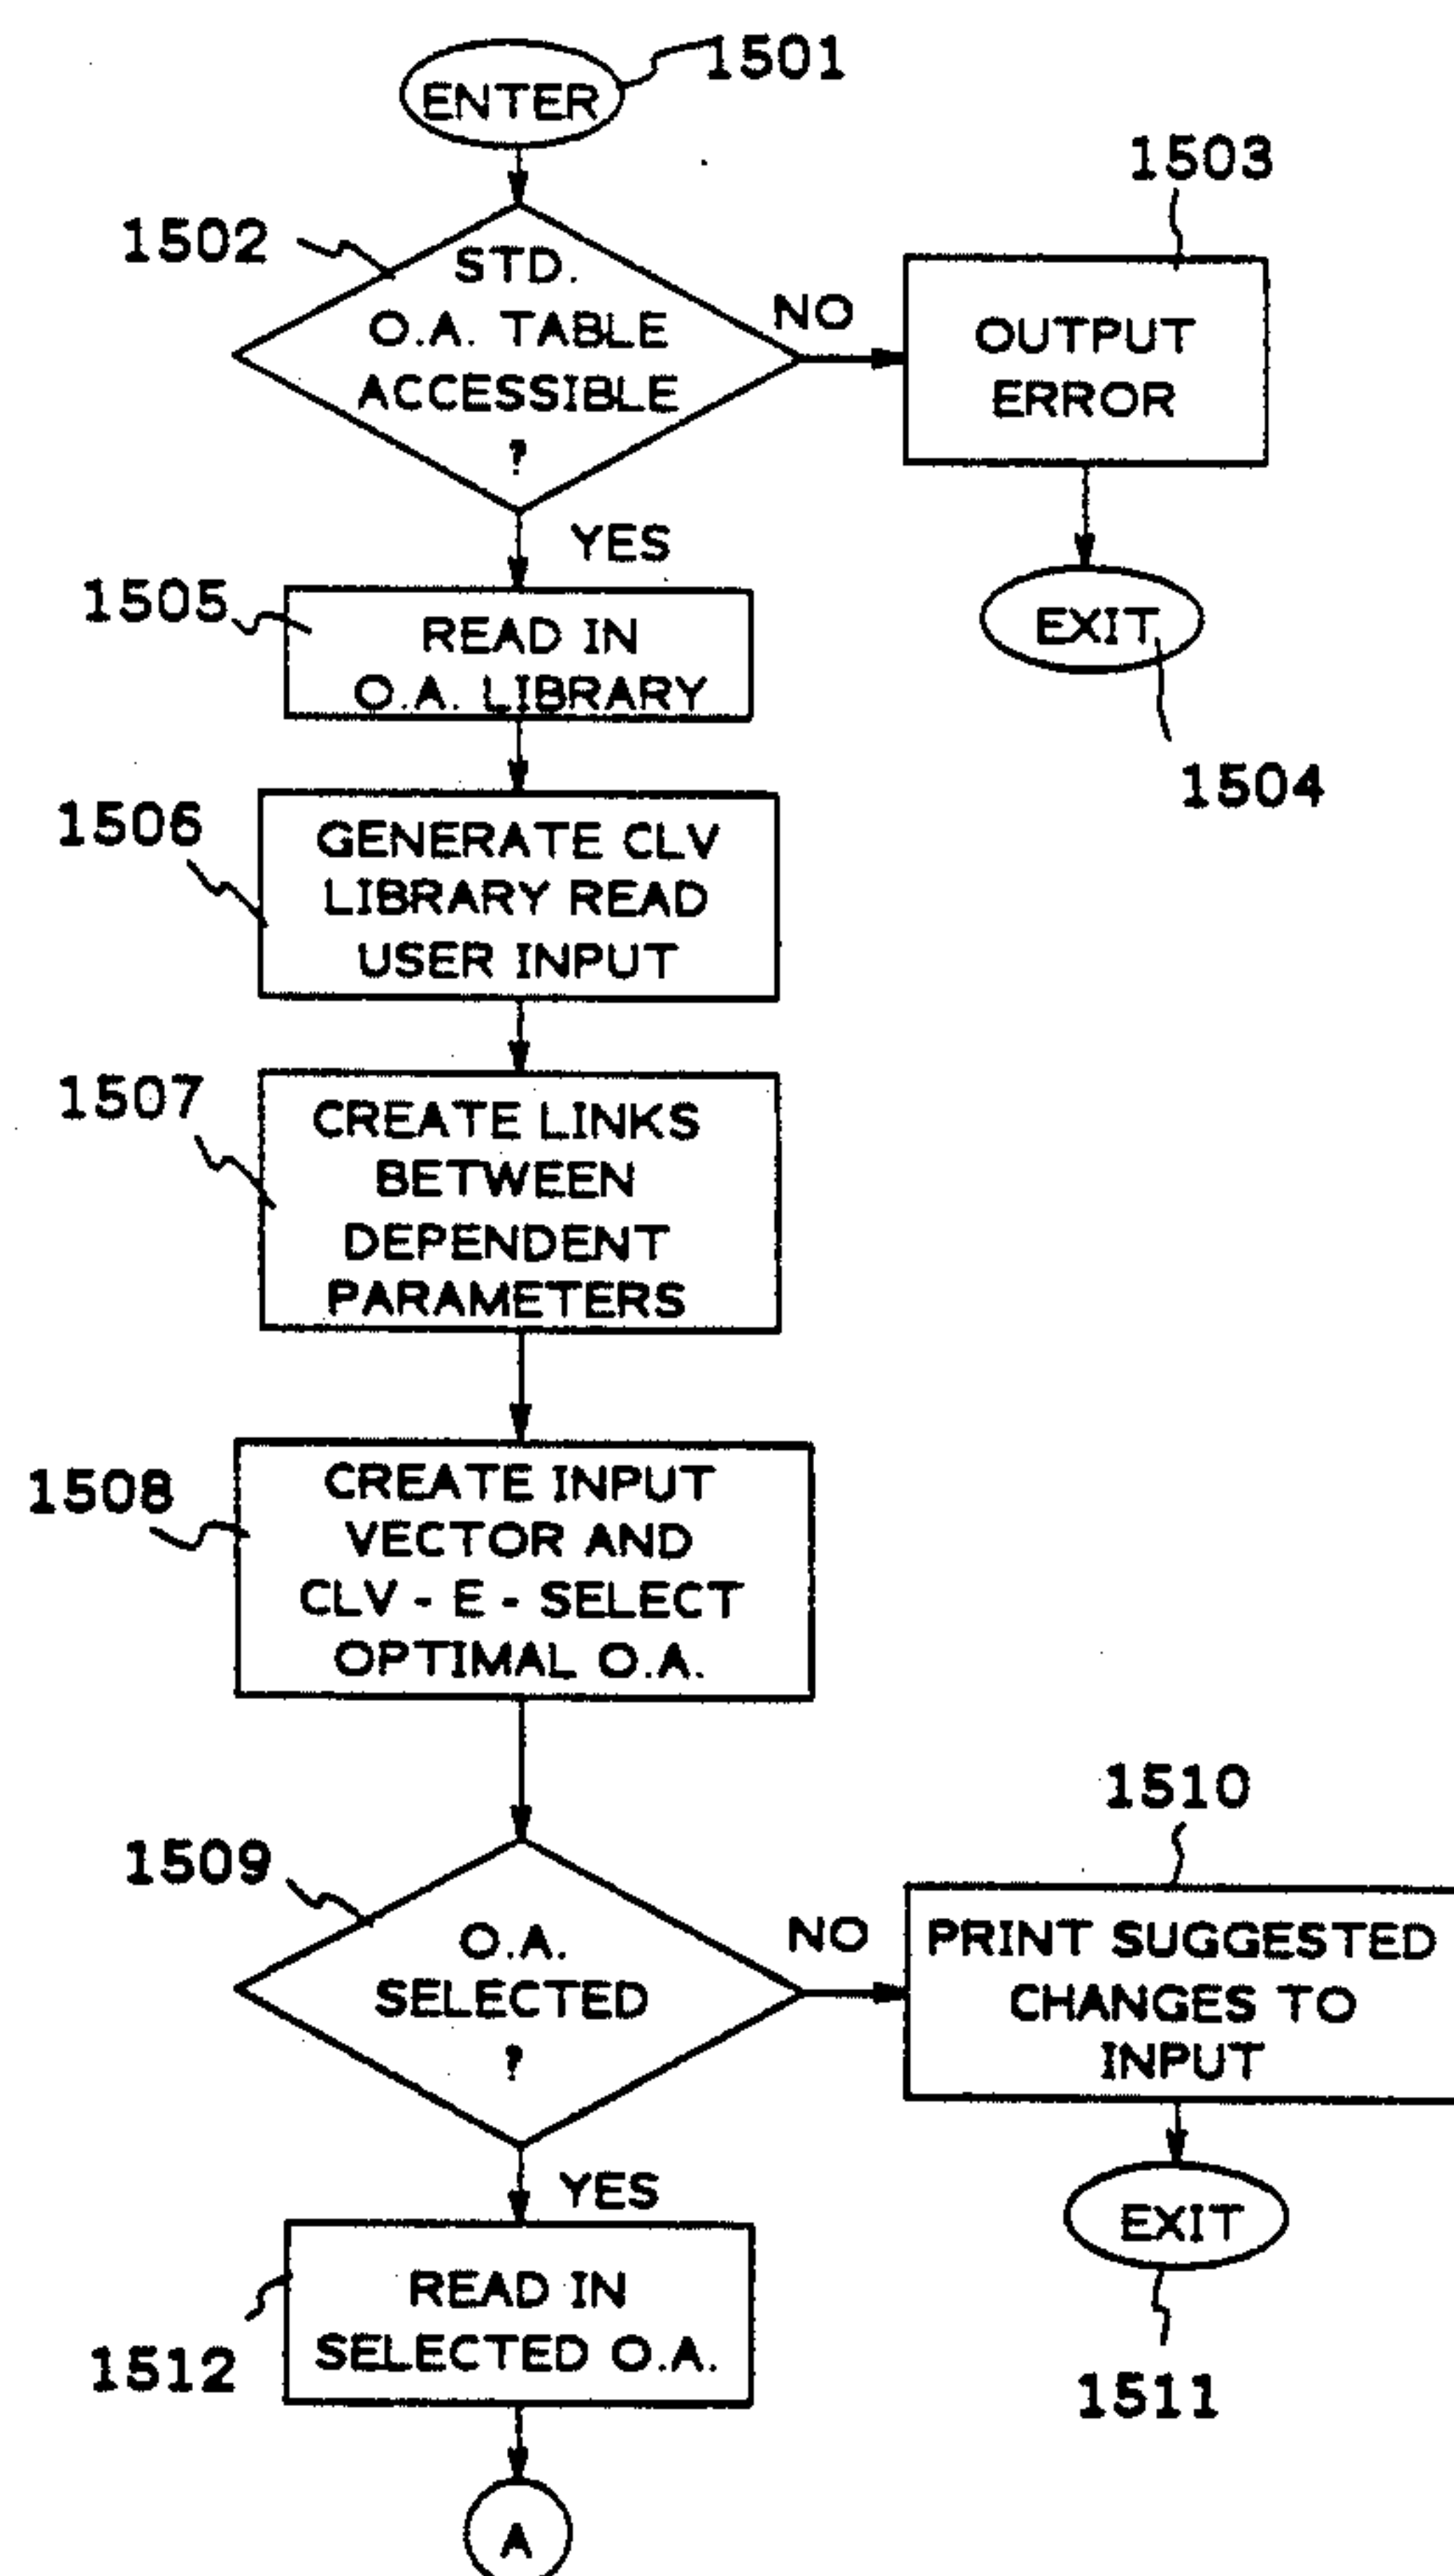 ENTER
1501
1502
STD.
O.A. TABLE
ACCESSIBLE
?
NO
1503
OUTPUT
ERROR
EXIT
1504
YES
1505
READ IN
O.A. LIBRARY
1506
GENERATE CLV
LIBRARY READ
USER INPUT
1507
CREATE LINKS
BETWEEN
DEPENDENT
PARAMETERS
1508
CREATE INPUT
VECTOR AND
CLV - E - SELECT
OPTIMAL O.A.
1509
O.A.
SELECTED
?
NO
1510
PRINT SUGGESTED
CHANGES TO
INPUT
EXIT
1511
YES
1512
READ IN
SELECTED O.A.
A